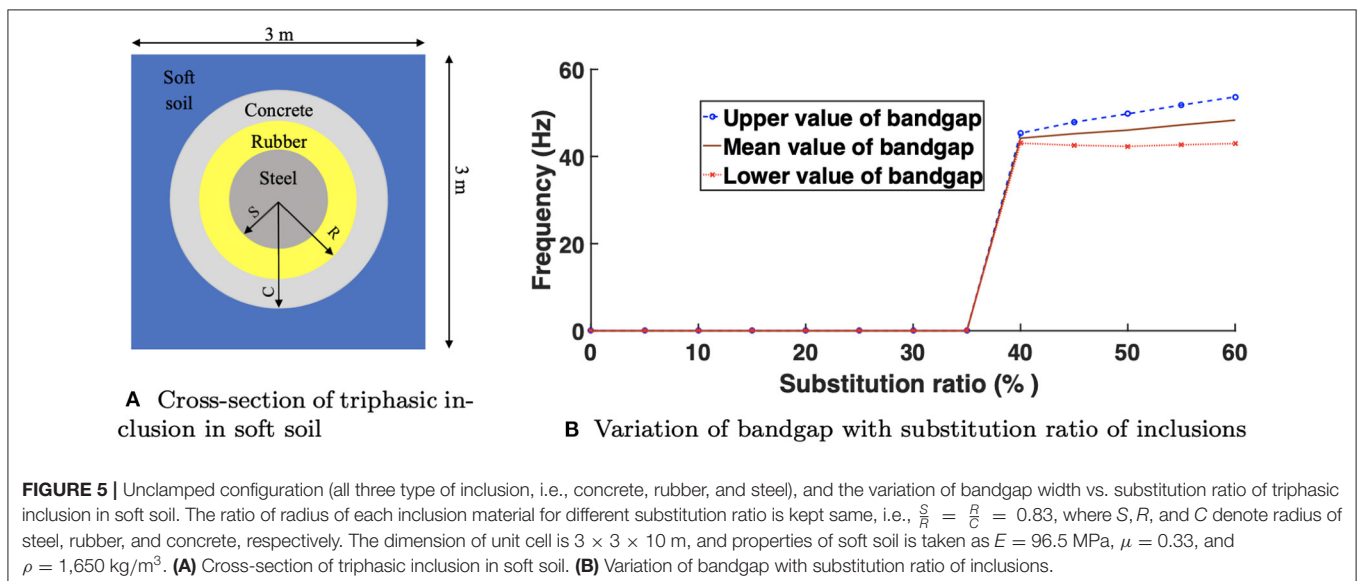 3 m
Soft
soil
Concrete
Rubber
Steel
S
R
C
3 m
A Cross-section of triphasic in-
clusion in soft soil
60
40
20
0
Frequency (Hz)
Upper value of bandgap
Mean value of bandgap
Lower value of bandgap
0 10 20 30 40 50 60
Substitution ratio (% )
B Variation of bandgap with substitution ratio of inclusions
FIGURE 5 | Unclamped configuration (all three type of inclusion, i.e., concrete, rubber, and steel), and the variation of bandgap width vs. substitution ratio of triphasic
inclusion in soft soil. The ratio of radius of each inclusion material for different substitution ratio is kept same, i.e., S/R = R/C = 0.83, where S, R, and C denote radius of
steel, rubber, and concrete, respectively. The dimension of unit cell is 3 × 3 × 10 m, and properties of soft soil is taken as E = 96.5 MPa, μ = 0.33, and
ρ = 1,650 kg/m³. (A) Cross-section of triphasic inclusion in soft soil. (B) Variation of bandgap with substitution ratio of inclusions.